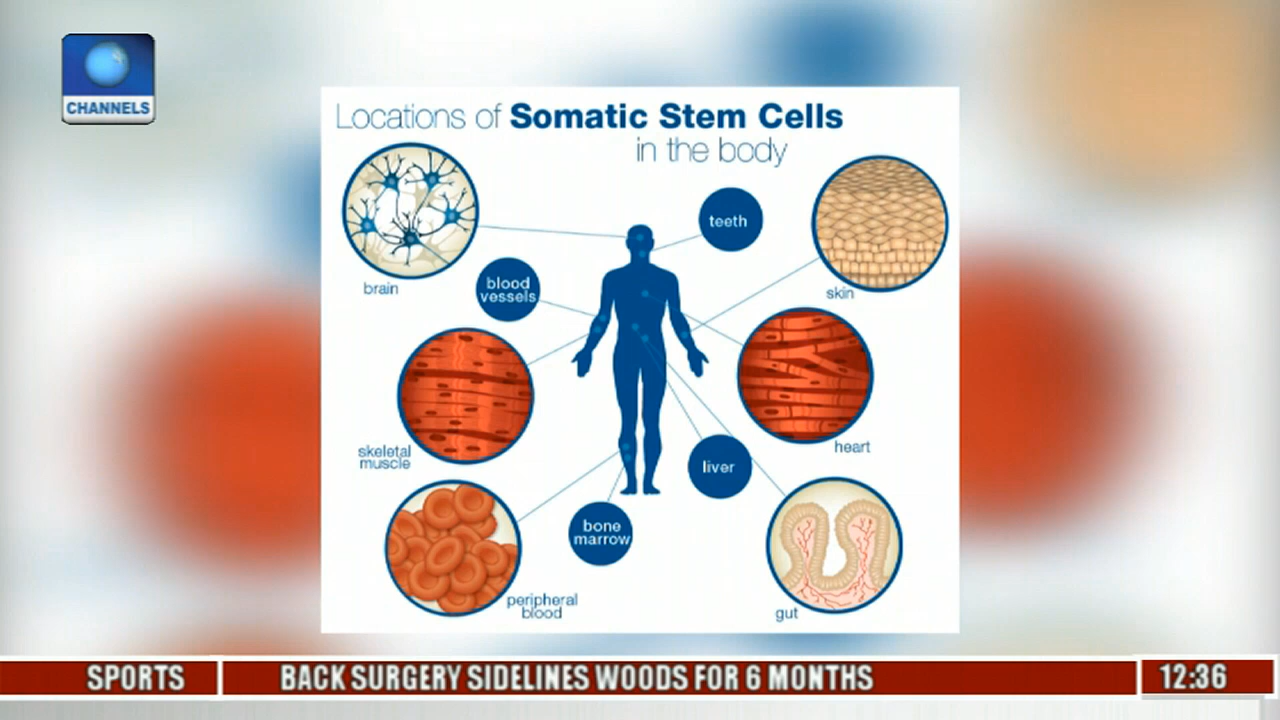 CHANNELS
Locations of Somatic Stem Cells
in the body
brain
teeth
skin
blood
vessels
skeletal
muscle
heart
liver
bone
marrow
peripheral
blood
gut
SPORTS
BACK SURGERY SIDELINES WOODS FOR 6 MONTHS
12:36